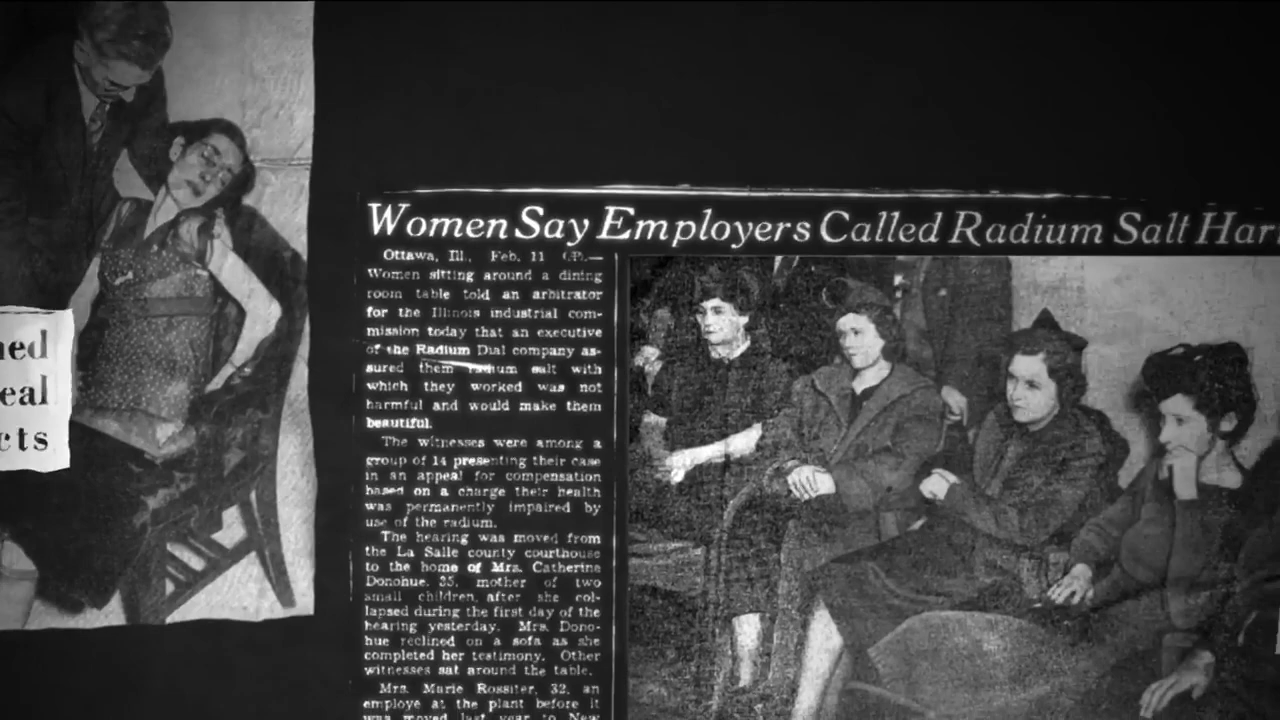 ned
eal
cts
Women Say Employers Called Radium Salt Har
Ottawa, Ill., Feb. 11 (P.—
Women sitting around a dining
room table told an arbitrator
for the Illinois industrial com-
mission today that an executive
of the Radium Dial company as-
sured them radium salt with
which they worked was not
harmful and would make them
beautiful.
The witnesses were among a
group of 14 presenting their case
in an appeal for compensation
based on a charge their health
was permanently impaired by
use of the radium.
The hearing was moved from
the La Salle county courthouse
to the home of Mrs. Catherine
Donohue, 35, mother of two
small children, after she col-
lapsed during the first day of the
hearing yesterday. Mrs. Dono-
hue reclined on a sofa as she
completed her testimony. Other
witnesses sat around the table.
Mrs. Marie Rossiter, 32, an
employe at the plant before it
was moved last year to New